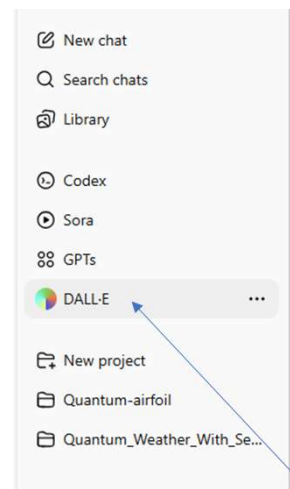 New chat
Search chats
Library
Codex
Sora
GPTs
DALL·E
New project
Quantum-airfoil
Quantum_Weather_With_Se...